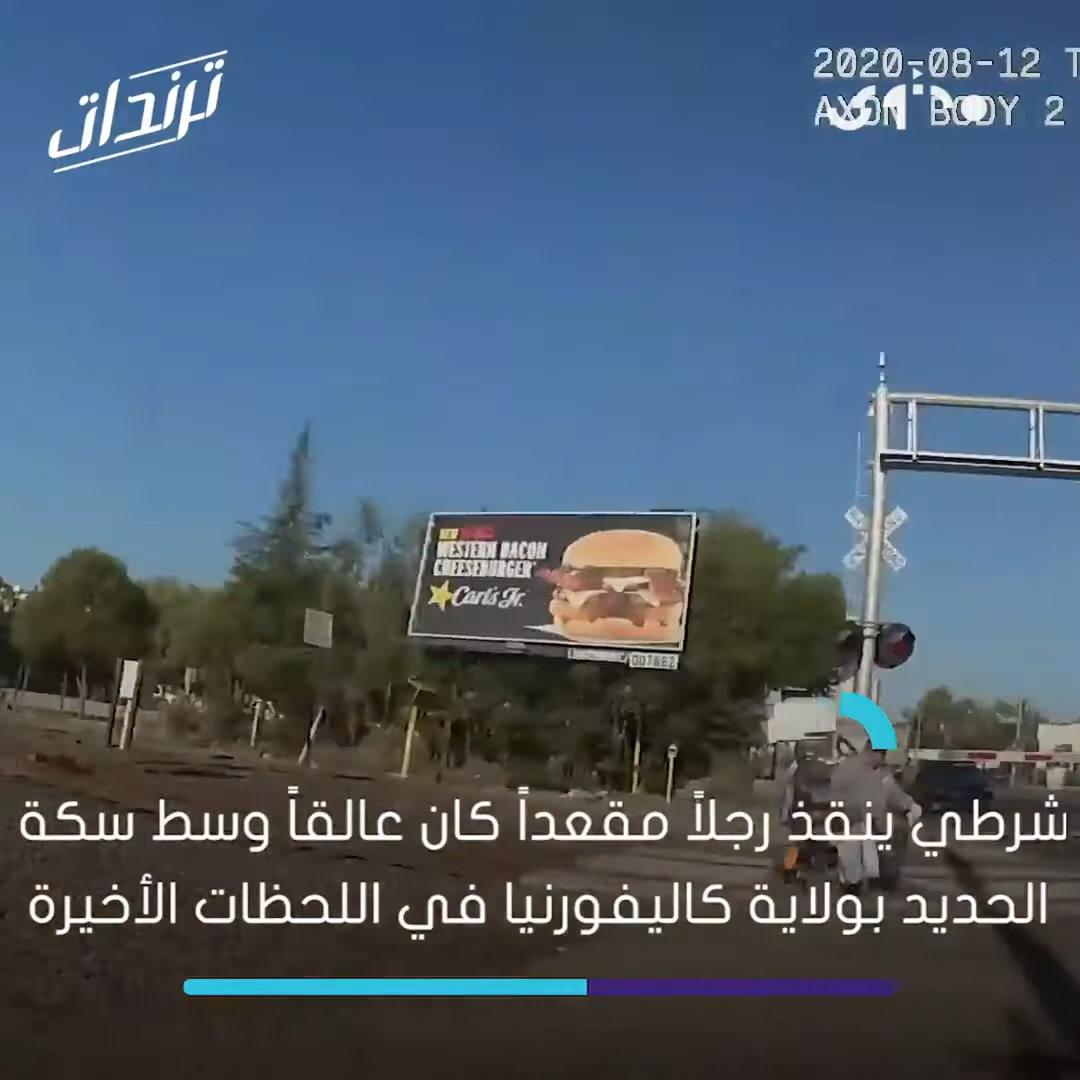 ترندات
2020-08-12 T
AXON BODY 2
NEW
WESTERN BACON
CHEESEBURGER
Carl's Jr.
شرطي ينقذ رجلاً مقعداً كان عالقاً وسط سكة
الحديد بولاية كاليفورنيا في اللحظات الأخيرة